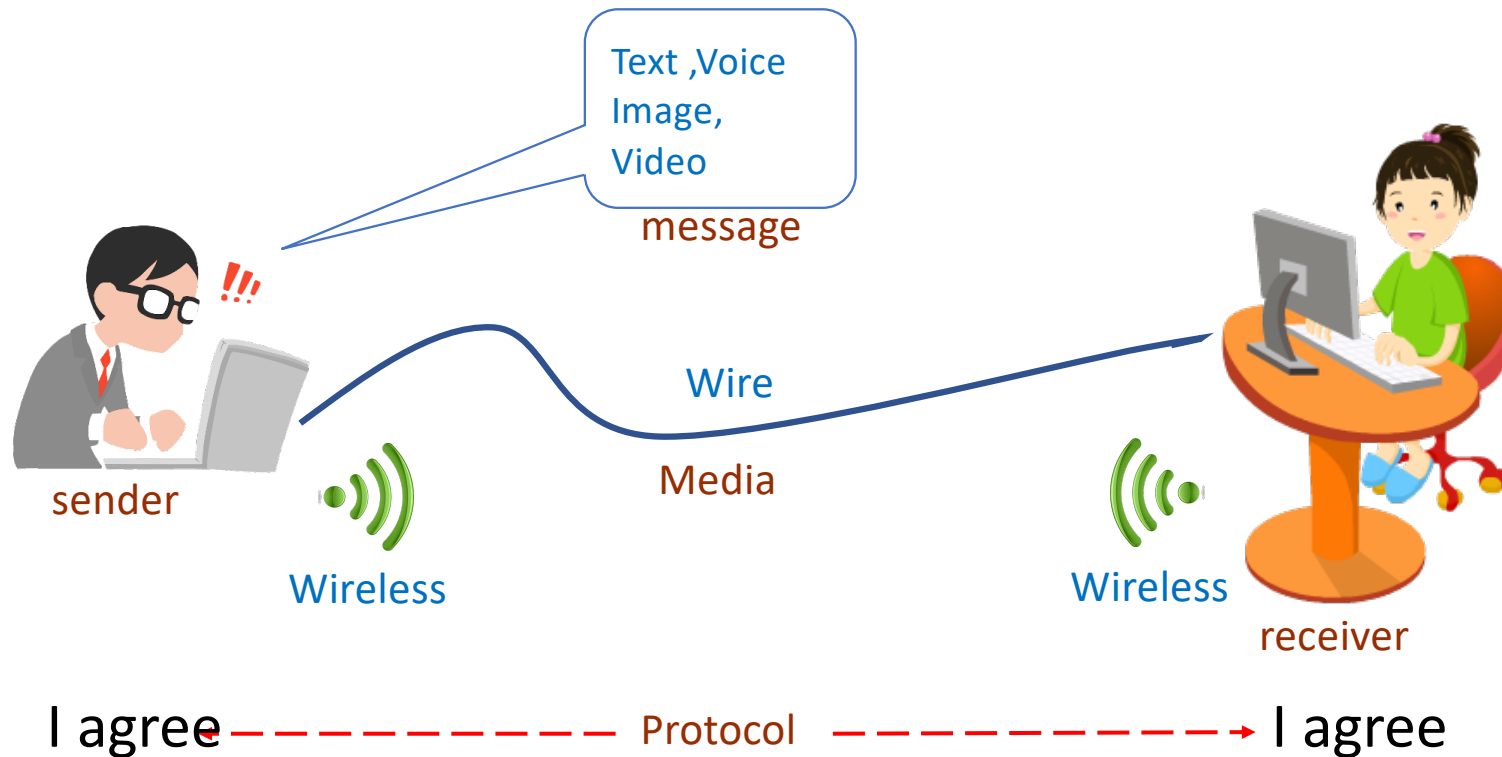 Text ,Voice
Image,
Video
message
Wire
Media
sender
Wireless
Wireless
receiver
I agree
Protocol
I agree